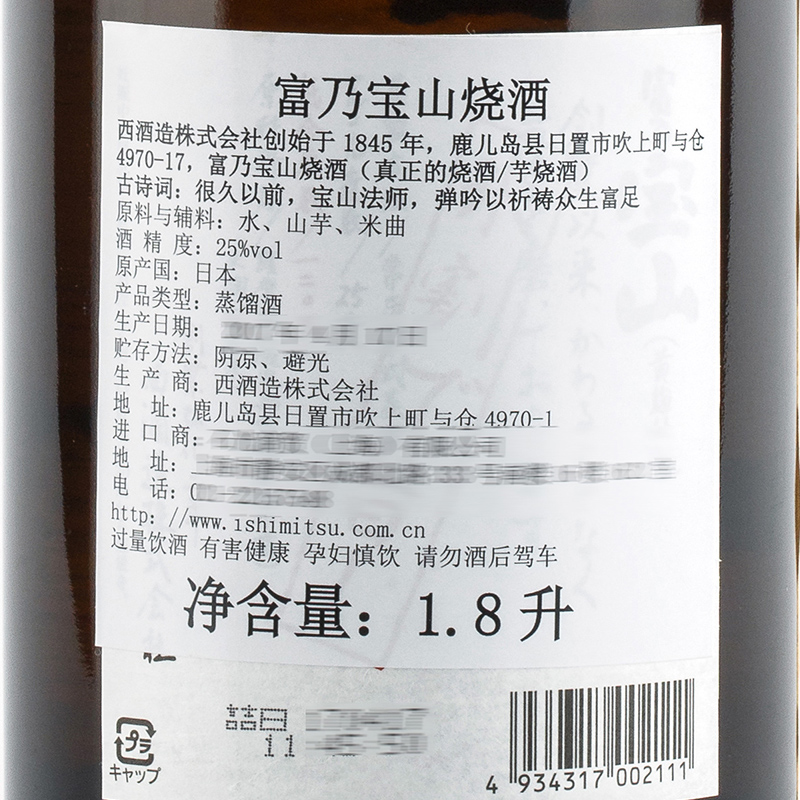 富乃宝山烧酒
西酒造株式会社创始于 1845 年，鹿儿岛县日置市吹上町与仓
4970-17，富乃宝山烧酒（真正的烧酒/芋烧酒）
古诗词：很久以前，宝山法师，弹吟以祈祷众生富足
原料与辅料：水、山芋、米曲
酒 精 度：25%vol
原产国：日本
产品类型：蒸馏酒
生产日期：
贮存方法：阴凉、避光
生 产 商：西酒造株式会社
地 址：鹿儿岛县日置市吹上町与仓 4970-1
进 口 商：
地 址：
电 话：
http：//www.ishimitsu.com.cn
过量饮酒 有害健康 孕妇慎饮 请勿酒后驾车
净含量：1.8 升
詰日
11
プラ
キャップ
4 934317 002111